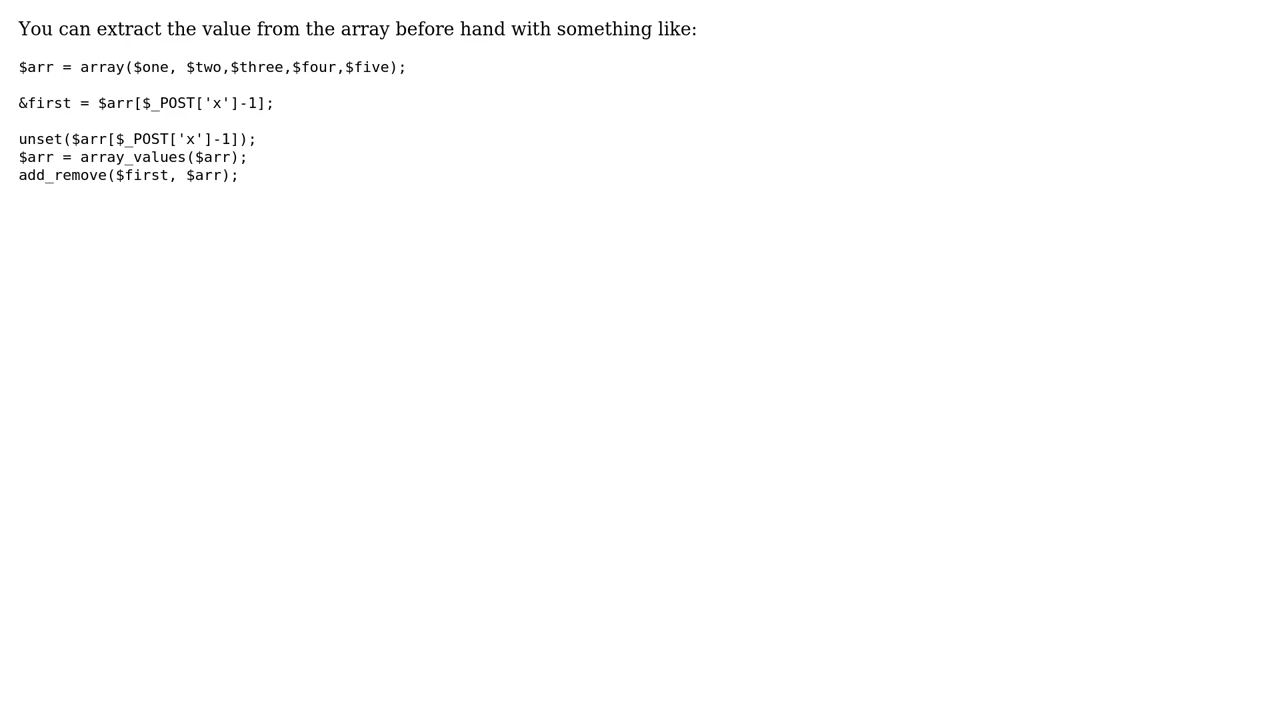 You can extract the value from the array before hand with something like:
$arr = array($one, $two,$three,$four,$five);
&first = $arr[$_POST['x']-1];
unset($arr[$_POST['x']-1]);
$arr = array_values($arr);
add_remove($first, $arr);